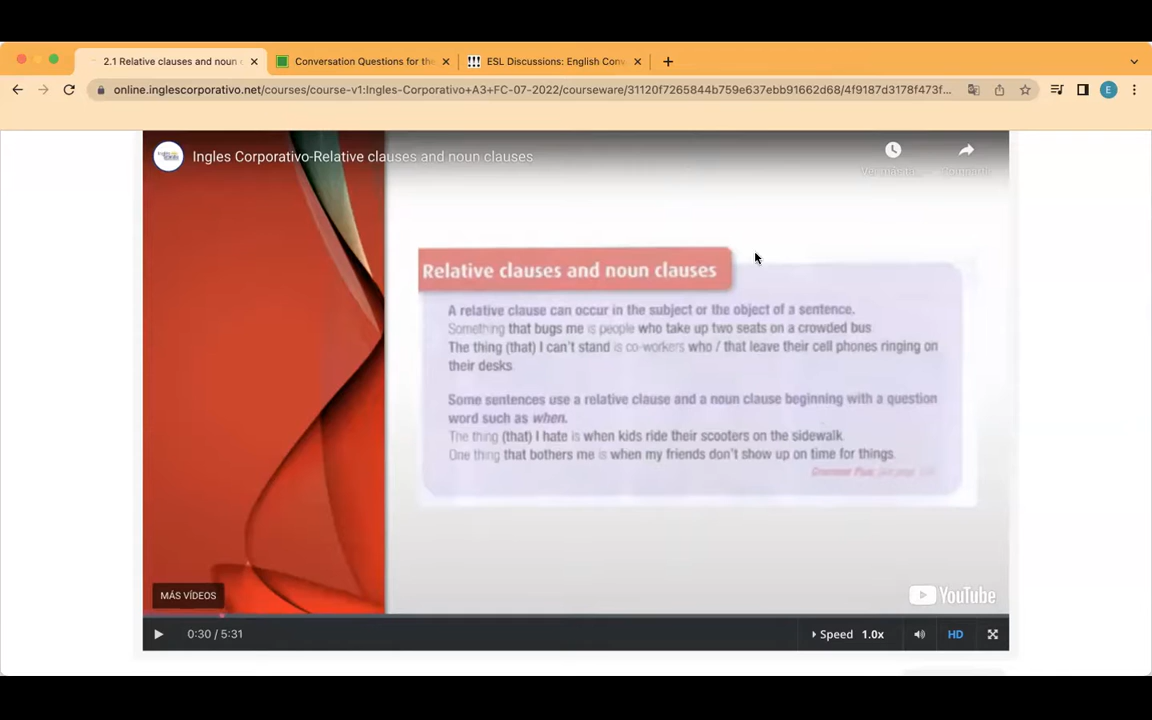 2.1 Relative clauses and noun
Conversation Questions for the
ESL Discussions: English Conv
online.inglescorporativo.net/courses/course-v1:Ingles-Corporativo+A3+FC-07-2022/courseware/31120f7265844b759e637ebb91662d68/4f9187d3178f473f...
E
Ingles Corporativo-Relative clauses and noun clauses
Relative clauses and noun clauses
A relative clause can occur in the subject or the object of a sentence.
Something that bugs me is people who take up two seats on a crowded bus
The thing (that) I can't stand is co-workers who / that leave their cell phones ringing on
their desks.
Some sentences use a relative clause and a noun clause beginning with a question
word such as when.
The thing (that) I hate is when kids ride their scooters on the sidewalk
One thing that bothers me is when my friends don't show up on time for things.
MÁS VÍDEOS
YouTube
0:30 / 5:31
Speed 1.0x
HD